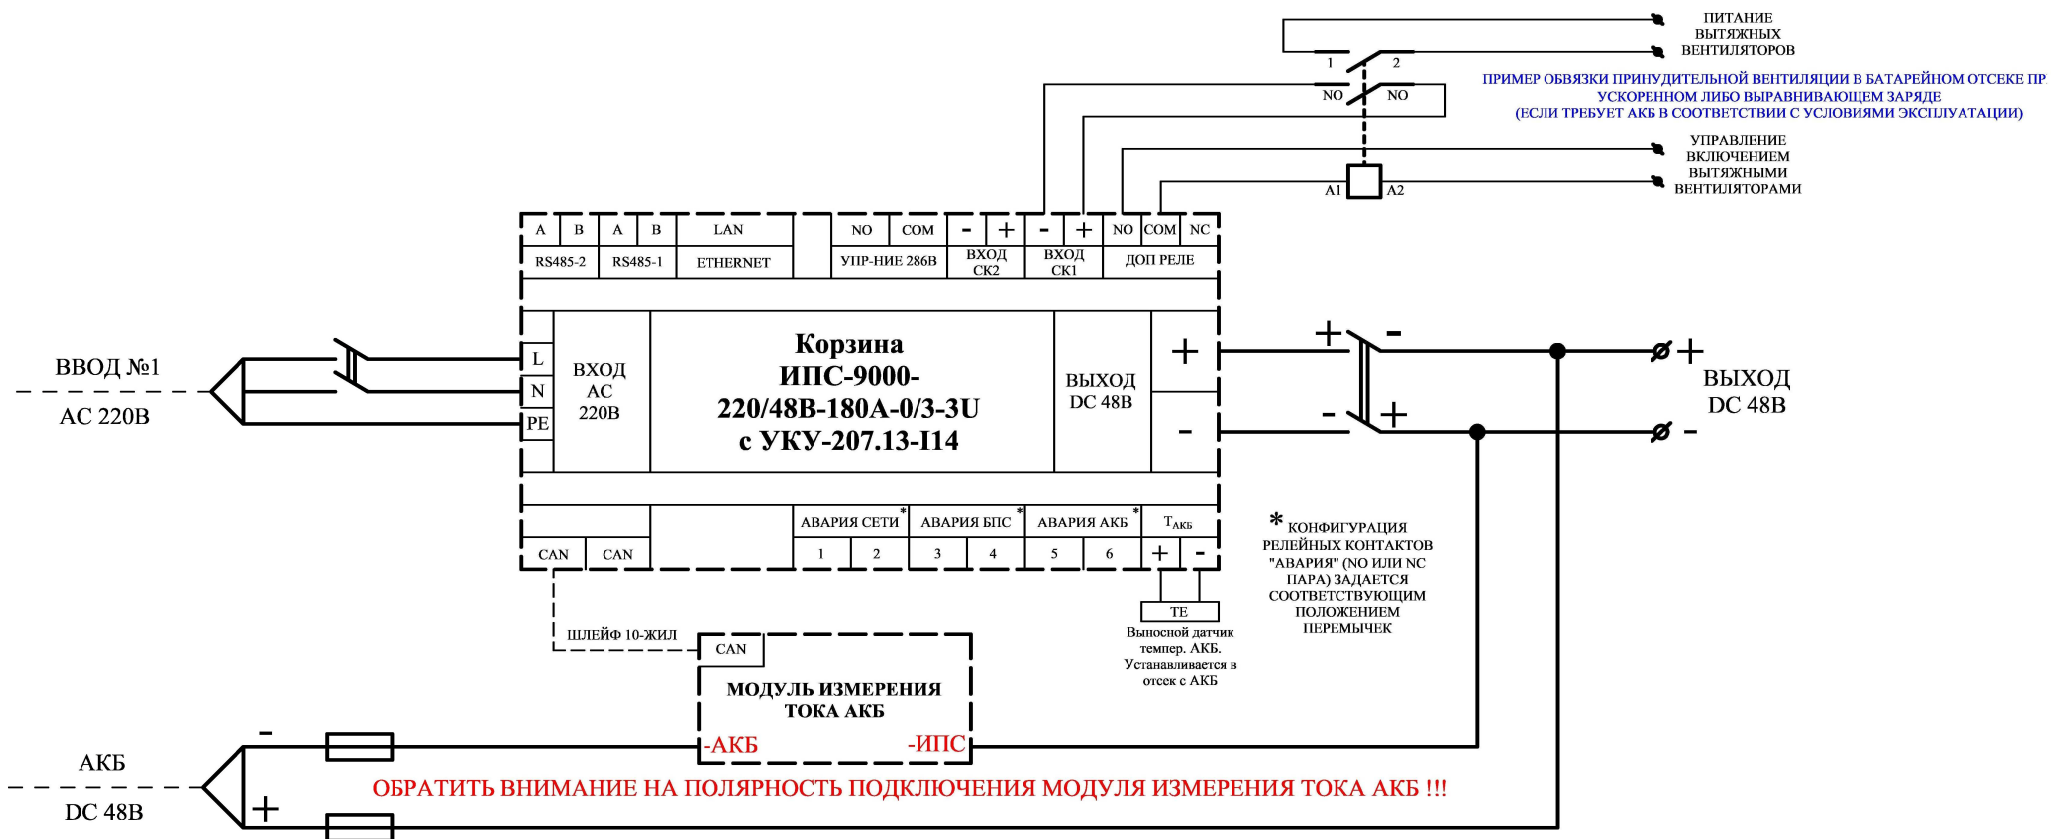 ПИТАНИЕ
ВЫТЯЖНЫХ
ВЕНТИЛЯТОРОВ
1 2
NO NO
ПРИМЕР ОБВЯЗКИ ПРИНУДИТЕЛЬНОЙ ВЕНТИЛЯЦИИ В БАТАРЕЙНОМ ОТСЕКЕ ПР
УСКОРЕННОМ ЛИБО ВЫРАВНИВАЮЩЕМ ЗАРЯДЕ
(ЕСЛИ ТРЕБУЕТ АКБ В СООТВЕТСТВИИ С УСЛОВИЯМИ ЭКСПЛУАТАЦИИ)
УПРАВЛЕНИЕ
ВКЛЮЧЕНИЕМ
ВЫТЯЖНЫМИ
ВЕНТИЛЯТОРАМИ
A1 A2
A B A B LAN NO COM - + - + NO COM NC
RS485-2 RS485-1 ETHERNET УПР-НИЕ 286В ВХОД СК2 ВХОД СК1 ДОП РЕЛЕ
ВВОД №1
АС 220В
L
N
PE
ВХОД
АС
220В
Корзина
ИПС-9000-
220/48В-180А-0/3-3U
с УКУ-207.13-I14
ВЫХОД
DC 48В
+
-
+ -
- +
+
-
ВЫХОД
DC 48В
АВАРИЯ СЕТИ* АВАРИЯ БПС* АВАРИЯ АКБ* ТАКБ
CAN CAN 1 2 3 4 5 6 + -
* КОНФИГУРАЦИЯ
РЕЛЕЙНЫХ КОНТАКТОВ
"АВАРИЯ" (NO ИЛИ NC
ПАРА) ЗАДАЕТСЯ
СООТВЕТСТВУЮЩИМ
ПОЛОЖЕНИЕМ
ПЕРЕМЫЧЕК
ТЕ
Выносной датчик
темпер. АКБ.
Устанавливается в
отсек с АКБ
ШЛЕЙФ 10-ЖИЛ
CAN
МОДУЛЬ ИЗМЕРЕНИЯ
ТОКА АКБ
-АКБ -ИПС
АКБ
DC 48В
-
+
ОБРАТИТЬ ВНИМАНИЕ НА ПОЛЯРНОСТЬ ПОДКЛЮЧЕНИЯ МОДУЛЯ ИЗМЕРЕНИЯ ТОКА АКБ !!!